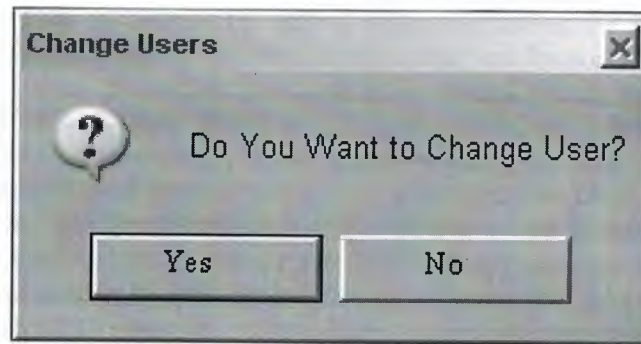 Change Users
?
Do You Want to Change User?
Yes
No